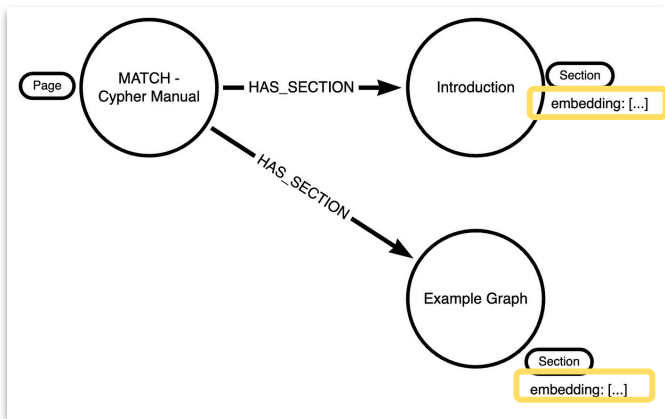 Page
MATCH -
Cypher Manual
HAS_SECTION
Introduction
Section
embedding: [...]
HAS_SECTION
Example Graph
Section
embedding: [...]